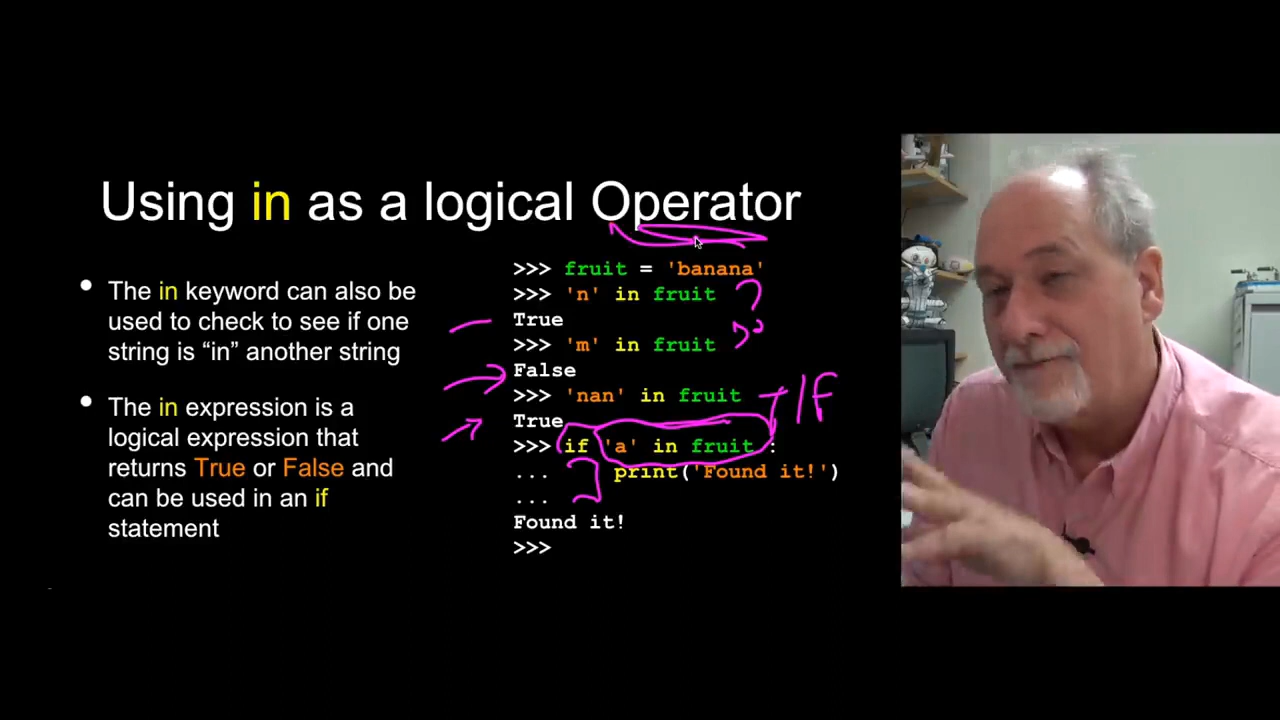 Using in as a logical Operator
• The in keyword can also be
used to check to see if one
string is “in” another string
• The in expression is a
logical expression that
returns True or False and
can be used in an if
statement
>>> fruit = 'banana'
>>> 'n' in fruit
True
>>> 'm' in fruit
False
>>> 'nan' in fruit
True
>>> if 'a' in fruit :
...     print('Found it!')
...
Found it!
>>>
T/F